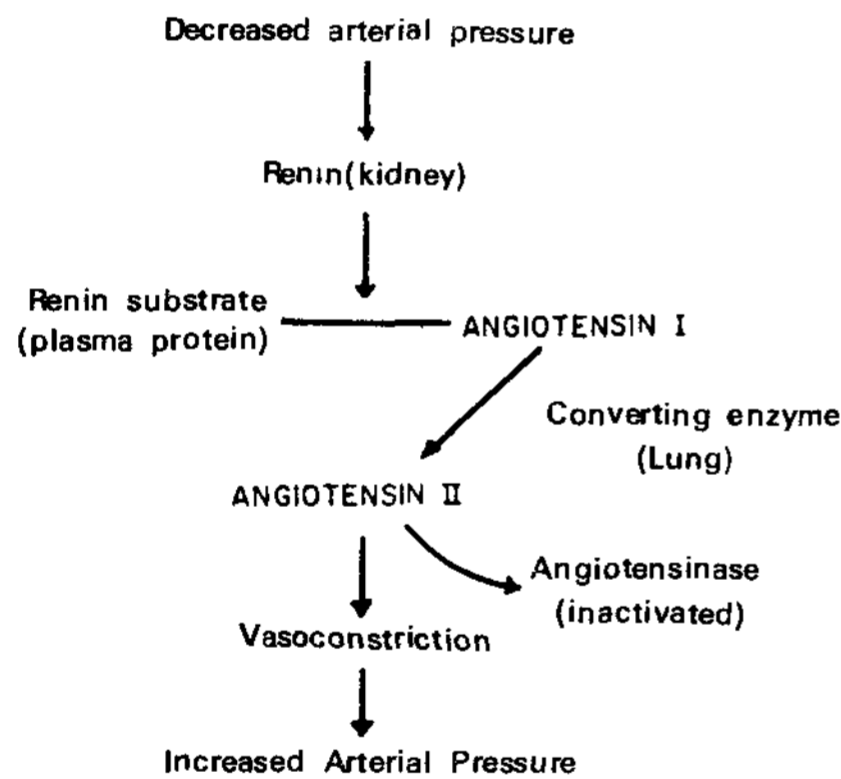 Decreased arterial pressure
Renin(kidney)
Renin substrate
(plasma protein)
ANGIOTENSIN I
Converting enzyme
(Lung)
ANGIOTENSIN II
Angiotensinase
(inactivated)
Vasoconstriction
Increased Arterial Pressure